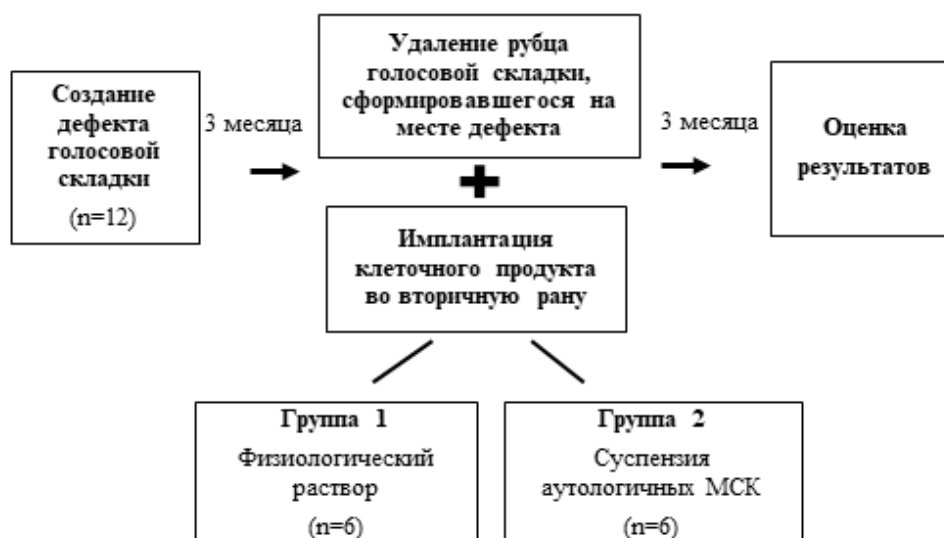 Создание
дефекта
голосовой
складки
(n=12)
3 месяца
Удаление рубца
голосовой складки,
сформировавшегося на
месте дефекта
3 месяца
Оценка
результатов
Имплантация
клеточного продукта
во вторичную рану
Группа 1
Физиологический
раствор
(n=6)
Группа 2
Суспензия
аутологичных МСК
(n=6)